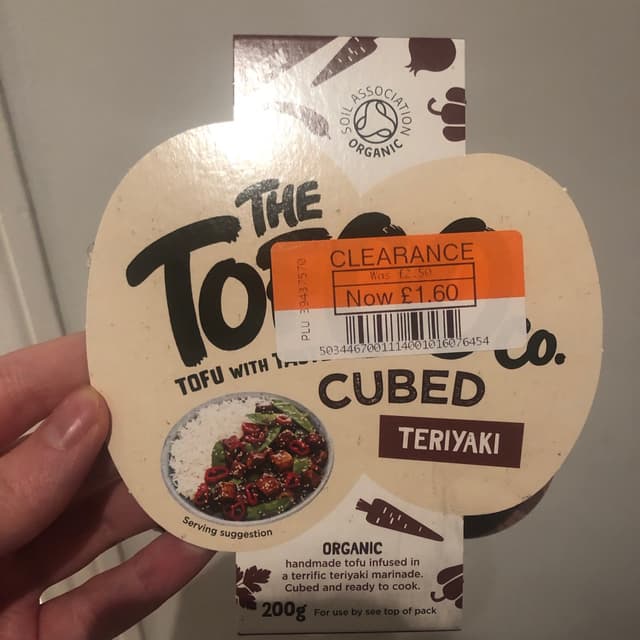 SOIL ASSOCIATION
ORGANIC
THE
CLEARANCE
Was £2.50
Now £1.60
PLU 39437570
5034467001114001016076454
Co.
TOFU WITH
CUBED
TERIYAKI
Serving suggestion
ORGANIC
handmade tofu infused in
a terrific teriyaki marinade.
Cubed and ready to cook.
200g For use by see top of pack